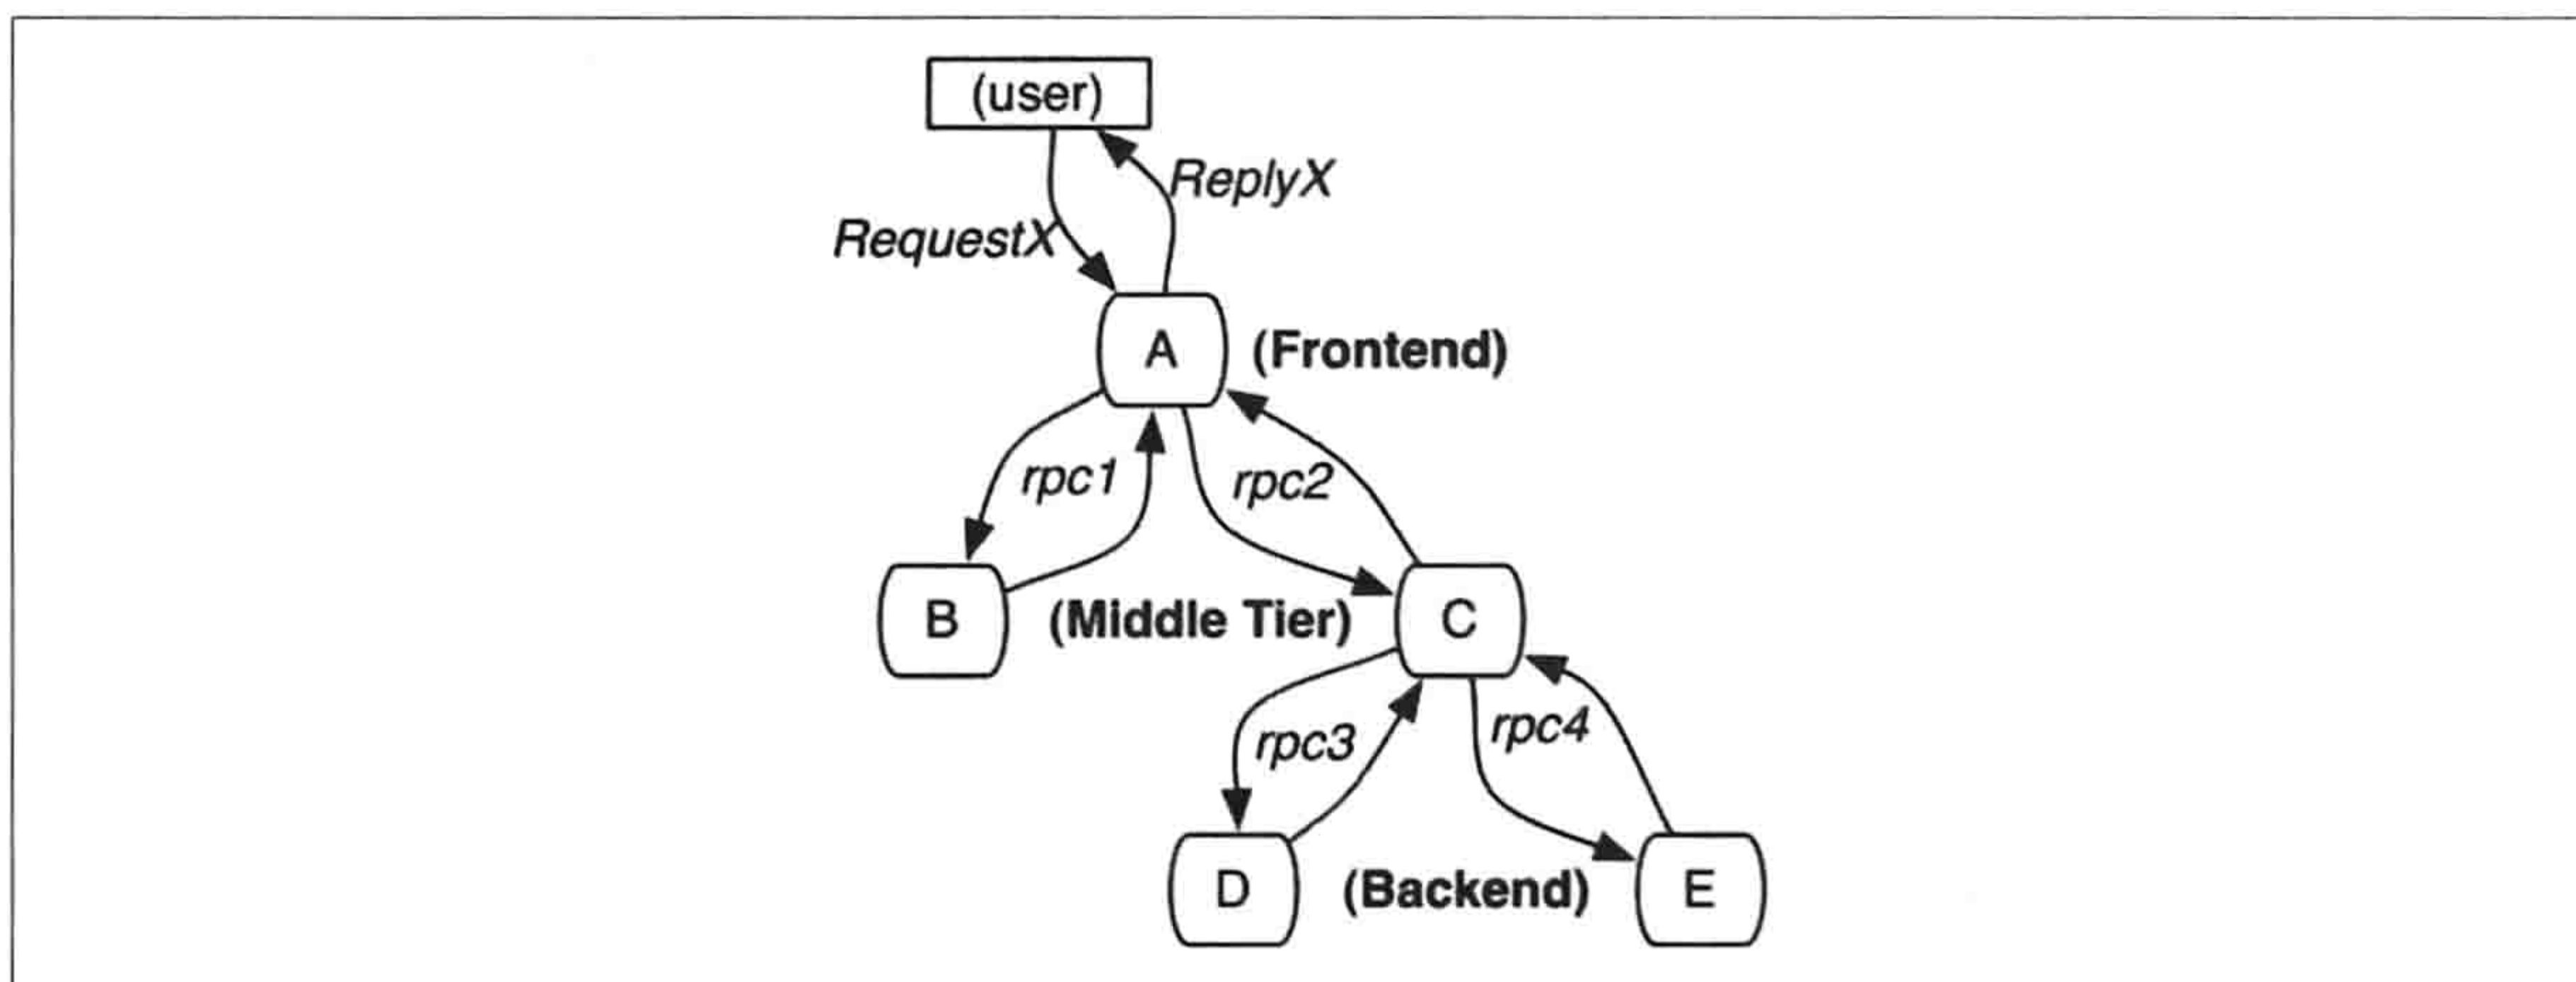 (user)
ReplyX
RequestX
A (Frontend)
rpc1 rpc2
B (Middle Tier) C
rpc3 rpc4
D (Backend) E